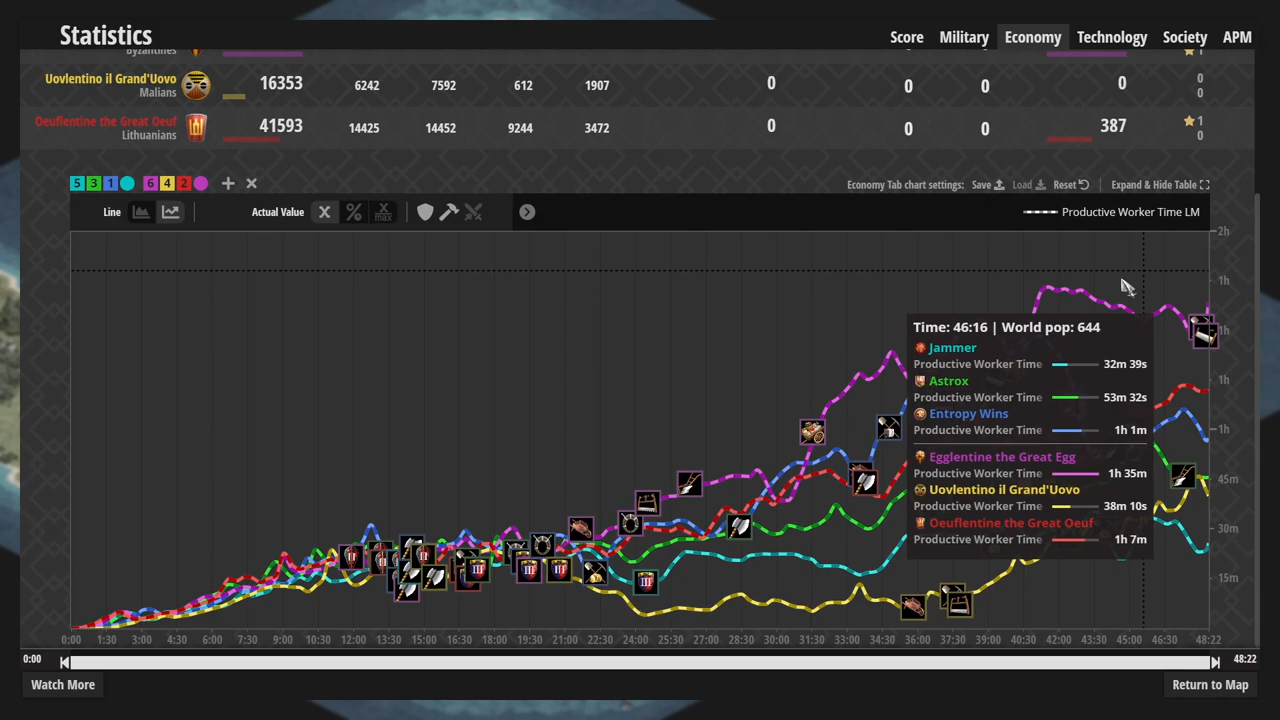 Statistics
Score Military Economy Technology Society APM
Byzantines 0 0 1
Uovlentino il Grand'Uovo 16353 6242 7592 612 1907 0 0 0 0 0
Malians 0
Oeuflentine the Great Oeuf 41593 14425 14452 9244 3472 0 0 0 387 1
Lithuanians 0
5 3 1 6 4 2 + Economy Tab chart settings: Save Load Reset Expand & Hide Table
Line Actual Value X % X/max Productive Worker Time LM
2h
1h
1h
1h
1h
45m
30m
15m
Time: 46:16 | World pop: 644
Jammer
Productive Worker Time 32m 39s
Astrox
Productive Worker Time 53m 32s
Entropy Wins
Productive Worker Time 1h 1m
Egglentine the Great Egg
Productive Worker Time 1h 35m
Uovlentino il Grand'Uovo
Productive Worker Time 38m 10s
Oeuflentine the Great Oeuf
Productive Worker Time 1h 7m
0:00 1:30 3:00 4:30 6:00 7:30 9:00 10:30 12:00 13:30 15:00 16:30 18:00 19:30 21:00 22:30 24:00 25:30 27:00 28:30 30:00 31:30 33:00 34:30 36:00 37:30 39:00 40:30 42:00 43:30 45:00 46:30 48:22
0:00 48:22
Watch More Return to Map